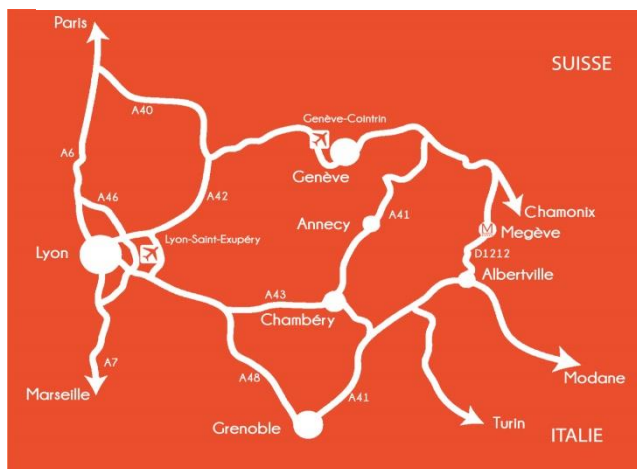 Paris
SUISSE
A40
Genève-Cointrin
A6
Genève
A46
A42
Annecy
A41
Chamonix
Lyon
Lyon-Saint-Exupéry
M
Megève
D1212
Albertville
A43
Chambéry
A7
A48
Modane
Marseille
A41
Grenoble
Turin
ITALIE